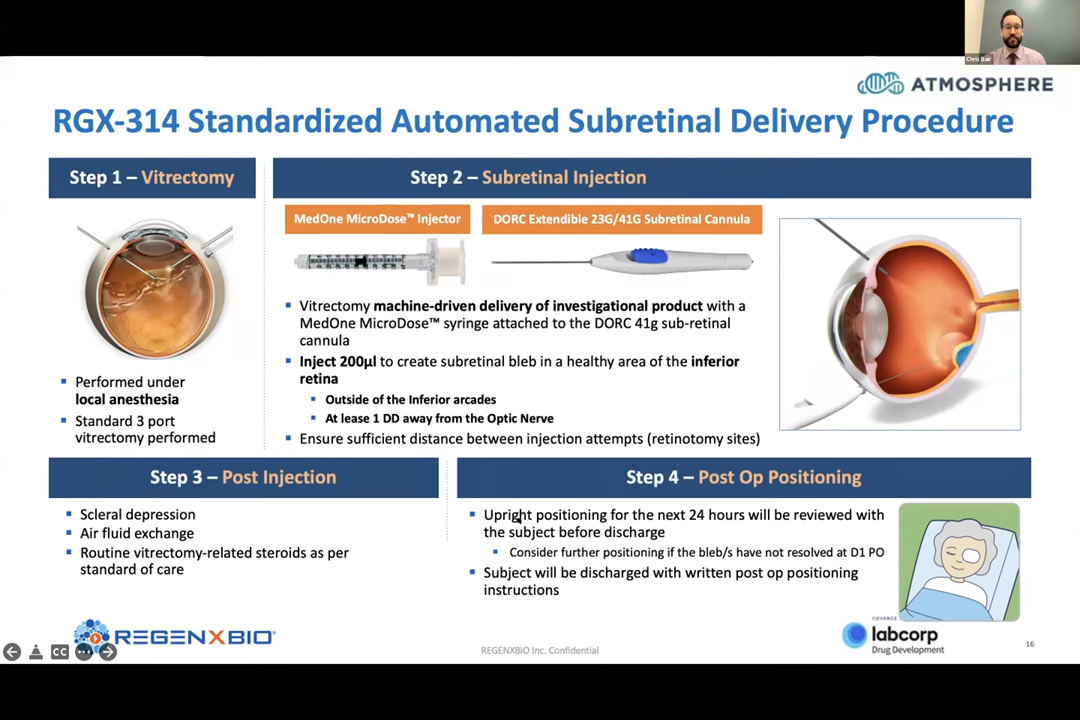 Chris Bair
ATMOSPHERE
RGX-314 Standardized Automated Subretinal Delivery Procedure
Step 1 – Vitrectomy
▪ Performed under
local anesthesia
▪ Standard 3 port
vitrectomy performed
Step 2 – Subretinal Injection
MedOne MicroDose™ Injector
DORC Extendible 23G/41G Subretinal Cannula
▪ Vitrectomy machine-driven delivery of investigational product with a
MedOne MicroDose™ syringe attached to the DORC 41g sub-retinal
cannula
▪ Inject 200µl to create subretinal bleb in a healthy area of the inferior
retina
▪ Outside of the Inferior arcades
▪ At lease 1 DD away from the Optic Nerve
▪ Ensure sufficient distance between injection attempts (retinotomy sites)
Step 3 – Post Injection
▪ Scleral depression
▪ Air fluid exchange
▪ Routine vitrectomy-related steroids as per
standard of care
Step 4 – Post Op Positioning
▪ Upright positioning for the next 24 hours will be reviewed with
the subject before discharge
▪ Consider further positioning if the bleb/s have not resolved at D1 PO
▪ Subject will be discharged with written post op positioning
instructions
REGENXBIO®
CC
REGENXBIO Inc. Confidential
COVANCE
labcorp
Drug Development
16